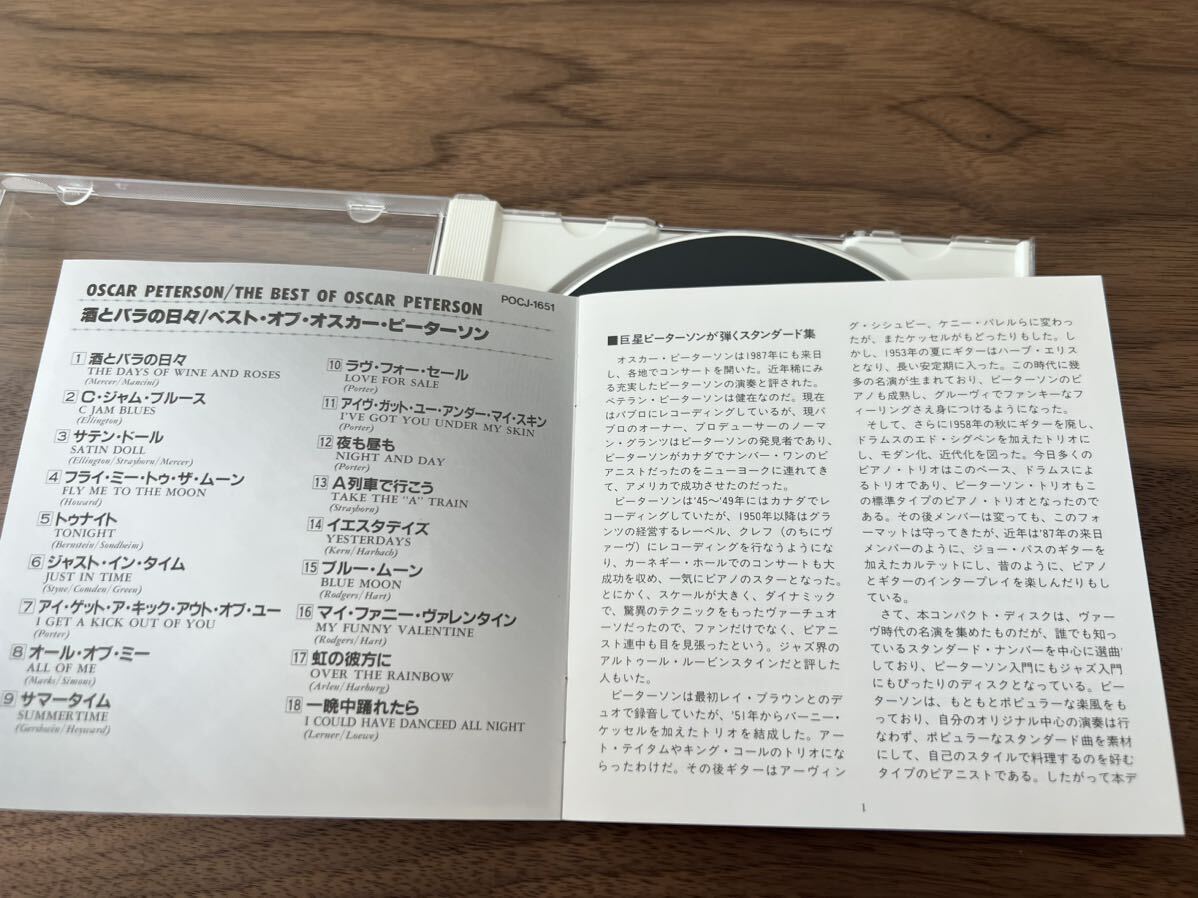 OSCAR PETERSON/THE BEST OF OSCAR PETERSON
POCJ-1651
酒とバラの日々/ベスト・オブ・オスカー・ピーターソン
1 酒とバラの日々
THE DAYS OF WINE AND ROSES
(Mercer/Mancini)
2 C・ジャム・ブルース
C JAM BLUES
(Ellington)
3 サテン・ドール
SATIN DOLL
(Ellington/Strayhorn/Mercer)
4 フライ・ミー・トゥ・ザ・ムーン
FLY ME TO THE MOON
(Howard)
5 トゥナイト
TONIGHT
(Bernstein/Sondheim)
6 ジャスト・イン・タイム
JUST IN TIME
(Styne/Comden/Green)
7 アイ・ゲット・ア・キック・アウト・オブ・ユー
I GET A KICK OUT OF YOU
(Porter)
8 オール・オブ・ミー
ALL OF ME
(Marks/Simons)
9 サマータイム
SUMMERTIME
(Gershwin/Heyward)
10 ラヴ・フォー・セール
LOVE FOR SALE
(Porter)
11 アイヴ・ガット・ユー・アンダー・マイ・スキン
I'VE GOT YOU UNDER MY SKIN
(Porter)
12 夜も昼も
NIGHT AND DAY
(Porter)
13 A列車で行こう
TAKE THE "A" TRAIN
(Strayhorn)
14 イエスタデイズ
YESTERDAYS
(Kern/Harbach)
15 ブルー・ムーン
BLUE MOON
(Rodgers/Hart)
16 マイ・ファニー・ヴァレンタイン
MY FUNNY VALENTINE
(Rodgers/Hart)
17 虹の彼方に
OVER THE RAINBOW
(Arlen/Harburg)
18 一晩中踊れたら
I COULD HAVE DANCEED ALL NIGHT
(Lerner/Loewe)
■巨星ピーターソンが弾くスタンダード集
オスカー・ピーターソンは1987年にも来日
し、各地でコンサートを開いた。近年稀にみ
る充実したピーターソンの演奏と評された。
ベテラン・ピーターソンは健在なのだ。現在
はパブロにレコーディングしているが、現パ
ブロのオーナー、プロデューサーのノーマ
ン・グランツはピーターソンの発見者であり、
ピーターソンがカナダでナンバー・ワンのピ
アニストだったのをニューヨークに連れてき
て、アメリカで成功させたのだった。
ピーターソンは'45〜'49年にはカナダでレ
コーディングしていたが、1950年以降はグラ
ンツの経営するレーベル、クレフ（のちにヴ
ァーヴ）にレコーディングを行なうようにな
り、カーネギー・ホールでのコンサートも大
成功を収め、一気にピアノのスターとなった。
とにかく、スケールが大きく、ダイナミック
で、驚異のテクニックをもったヴァーチュオ
ーソだったので、ファンだけでなく、ピアニ
スト連中も目を見張ったという。ジャズ界の
アルトゥール・ルービンスタインだと評した
人もいた。
ピーターソンは最初レイ・ブラウンとのデ
ュオで録音していたが、'51年からバーニー・
ケッセルを加えたトリオを結成した。アー
ト・テイタムやキング・コールのトリオにな
らったわけだ。その後ギターはアーヴィン
グ・シシュビー、ケニー・バレルらに変わっ
たが、またケッセルがもどったりもした。し
かし、1953年の夏にギターはハーブ・エリス
となり、長い安定期に入った。この時代に幾
多の名演が生まれており、ピーターソンのピ
アノも成熟し、グルーヴィでファンキーなフ
ィーリングさえ身につけるようになった。
そして、さらに1958年の秋にギターを廃し、
ドラムスのエド・シグペンを加えたトリオに
し、モダン化、近代化を図った。今日多くの
ピアノ・トリオはこのベース、ドラムスによ
るトリオであり、ピーターソン・トリオもこ
の標準タイプのピアノ・トリオとなったので
ある。その後メンバーは変っても、このフォ
ーマットは守ってきたが、近年は'87年の来日
メンバーのように、ジョー・パスのギターを
加えたカルテットにし、昔のように、ピアノ
とギターのインタープレイを楽しんだりもし
ている。
さて、本コンパクト・ディスクは、ヴァー
ヴ時代の名演を集めたものだが、誰でも知っ
ているスタンダード・ナンバーを中心に選曲
しており、ピーターソン入門にもジャズ入門
にもぴったりのディスクとなっている。ピー
ターソンは、もともとポピュラーな楽風をも
っており、自分のオリジナル中心の演奏は行
なわず、ポピュラーなスタンダード曲を素材
にして、自己のスタイルで料理するのを好む
タイプのピアニストである。したがって本デ
1